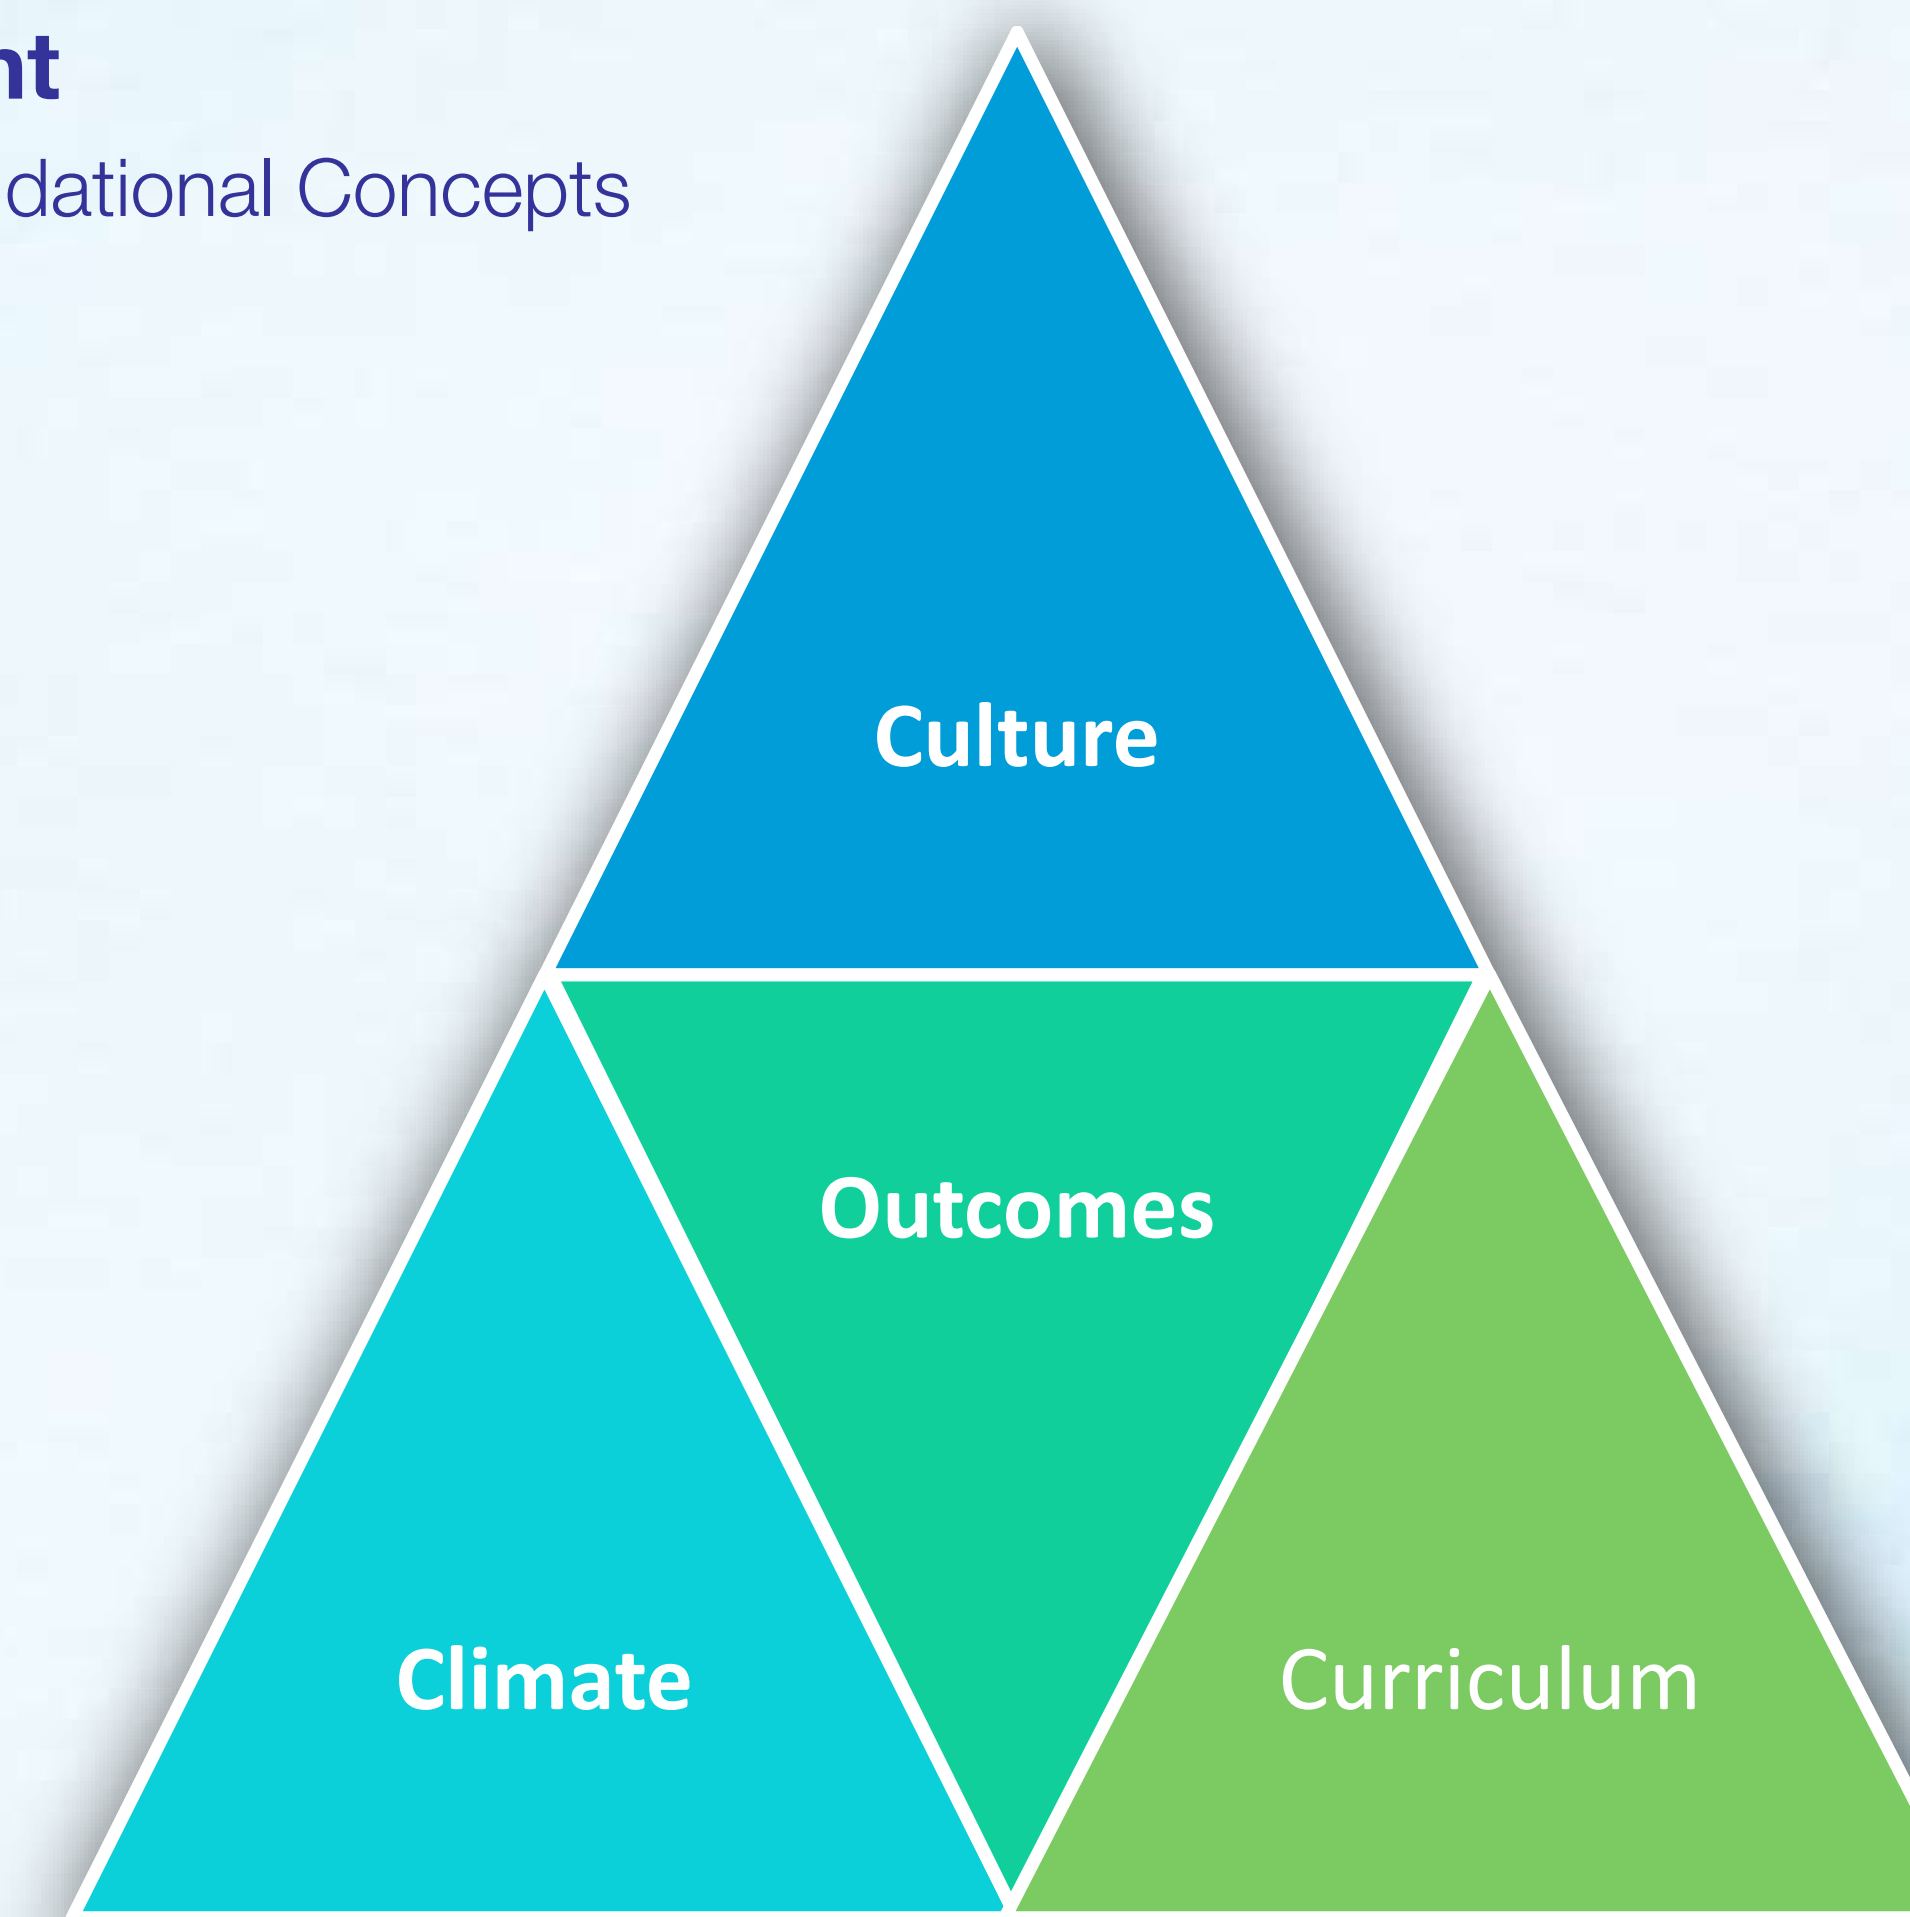 nt
dational Concepts
Culture
Outcomes
Climate
Curriculum